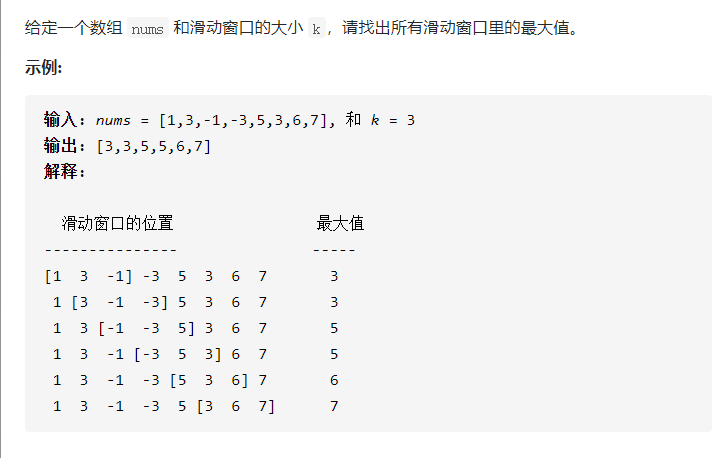 给定一个数组 nums 和滑动窗口的大小 k，请找出所有滑动窗口里的最大值。
示例:
输入: nums = [1,3,-1,-3,5,3,6,7], 和 k = 3
输出: [3,3,5,5,6,7]
解释:
滑动窗口的位置 最大值
--------------- -----
[1 3 -1] -3 5 3 6 7 3
1 [3 -1 -3] 5 3 6 7 3
1 3 [-1 -3 5] 3 6 7 5
1 3 -1 [-3 5 3] 6 7 5
1 3 -1 -3 [5 3 6] 7 6
1 3 -1 -3 5 [3 6 7] 7